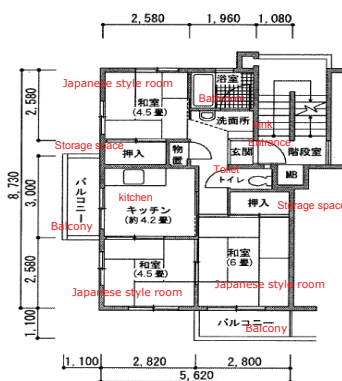 2,580
1,960
1,080
浴室
Bathroom
Japanese style room
和室
(4.5畳)
洗面所
Sink
2,580
Storage space
押入
物置
玄関
Entrance
階段室
Toilet
トイレ
MB
8,730
3,000
バルコニー
Balcony
kitchen
キッチン
(約4.2畳)
押入
Storage space
2,580
和室
(4.5畳)
Japanese style room
和室
(6畳)
Japanese style room
1,100
バルコニー
Balcony
1,100
2,820
2,800
5,620